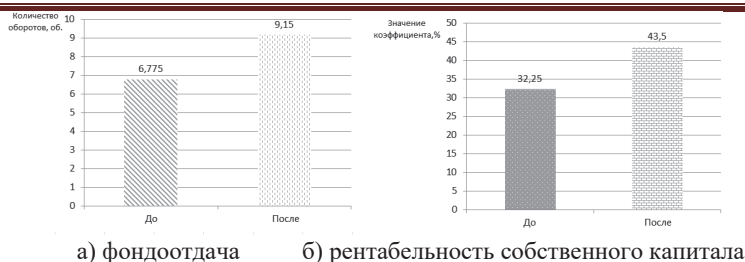 Количество
оборотов, об.
10
9
8
7
6
5
4
3
2
1
0
6,775
9,15
До
После
Значение
коэффициента,%
50
45
40
35
30
25
20
15
10
5
0
32,25
43,5
До
После
а) фондоотдача б) рентабельность собственного капитала